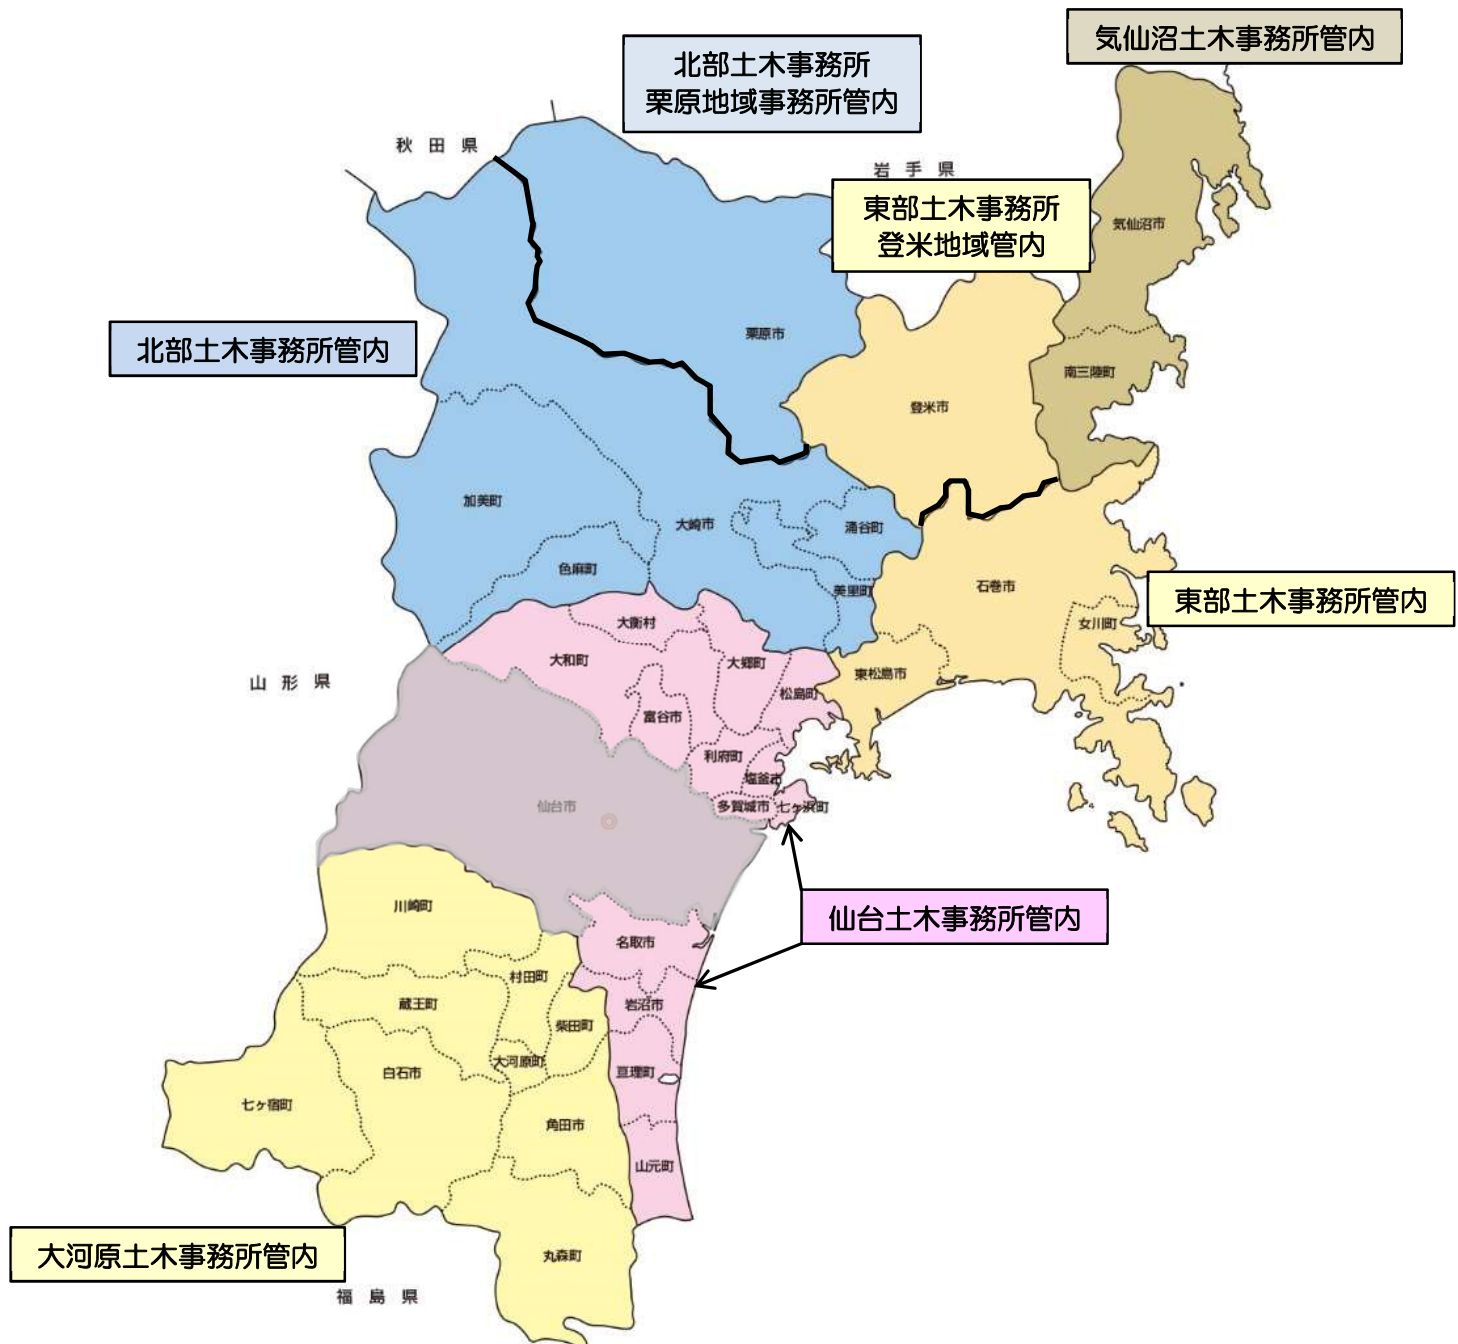 気仙沼土木事務所管内
北部土木事務所
栗原地域事務所管内
秋田県
岩手県
東部土木事務所
登米地域管内
気仙沼市
北部土木事務所管内
栗原市
南三陸町
登米市
加美町
大崎市
涌谷町
色麻町
美里町
石巻市
東部土木事務所管内
大衡村
女川町
大和町
大郷町
東松島市
山形県
松島町
富谷市
利府町
塩釜市
仙台市
多賀城市
七ヶ浜町
川崎町
仙台土木事務所管内
名取市
村田町
蔵王町
岩沼市
柴田町
大河原町
白石市
亘理町
七ヶ宿町
角田市
山元町
大河原土木事務所管内
丸森町
福島県